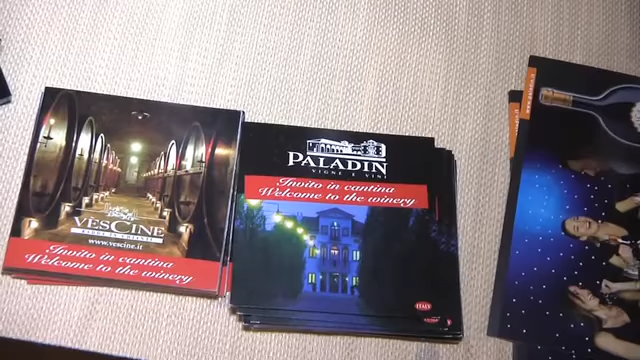 VESCINE
www.vescine.it
Invito in cantina
Welcome to the winery
PALADIN
VIGNE E VINI
Invito in cantina
Welcome to the winery
ITALY